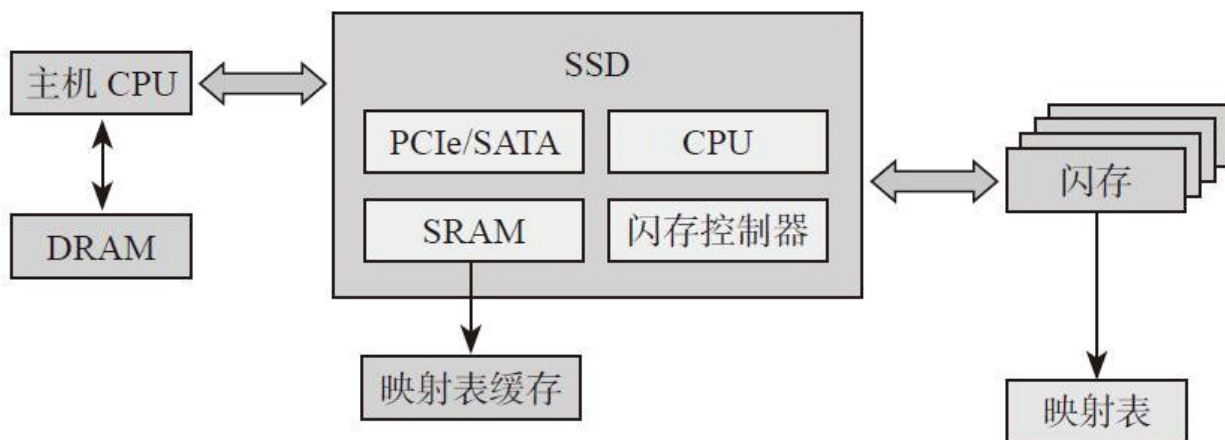 SSD
主机 CPU
PCIe/SATA
CPU
闪存
SRAM
闪存控制器
DRAM
映射表缓存
映射表